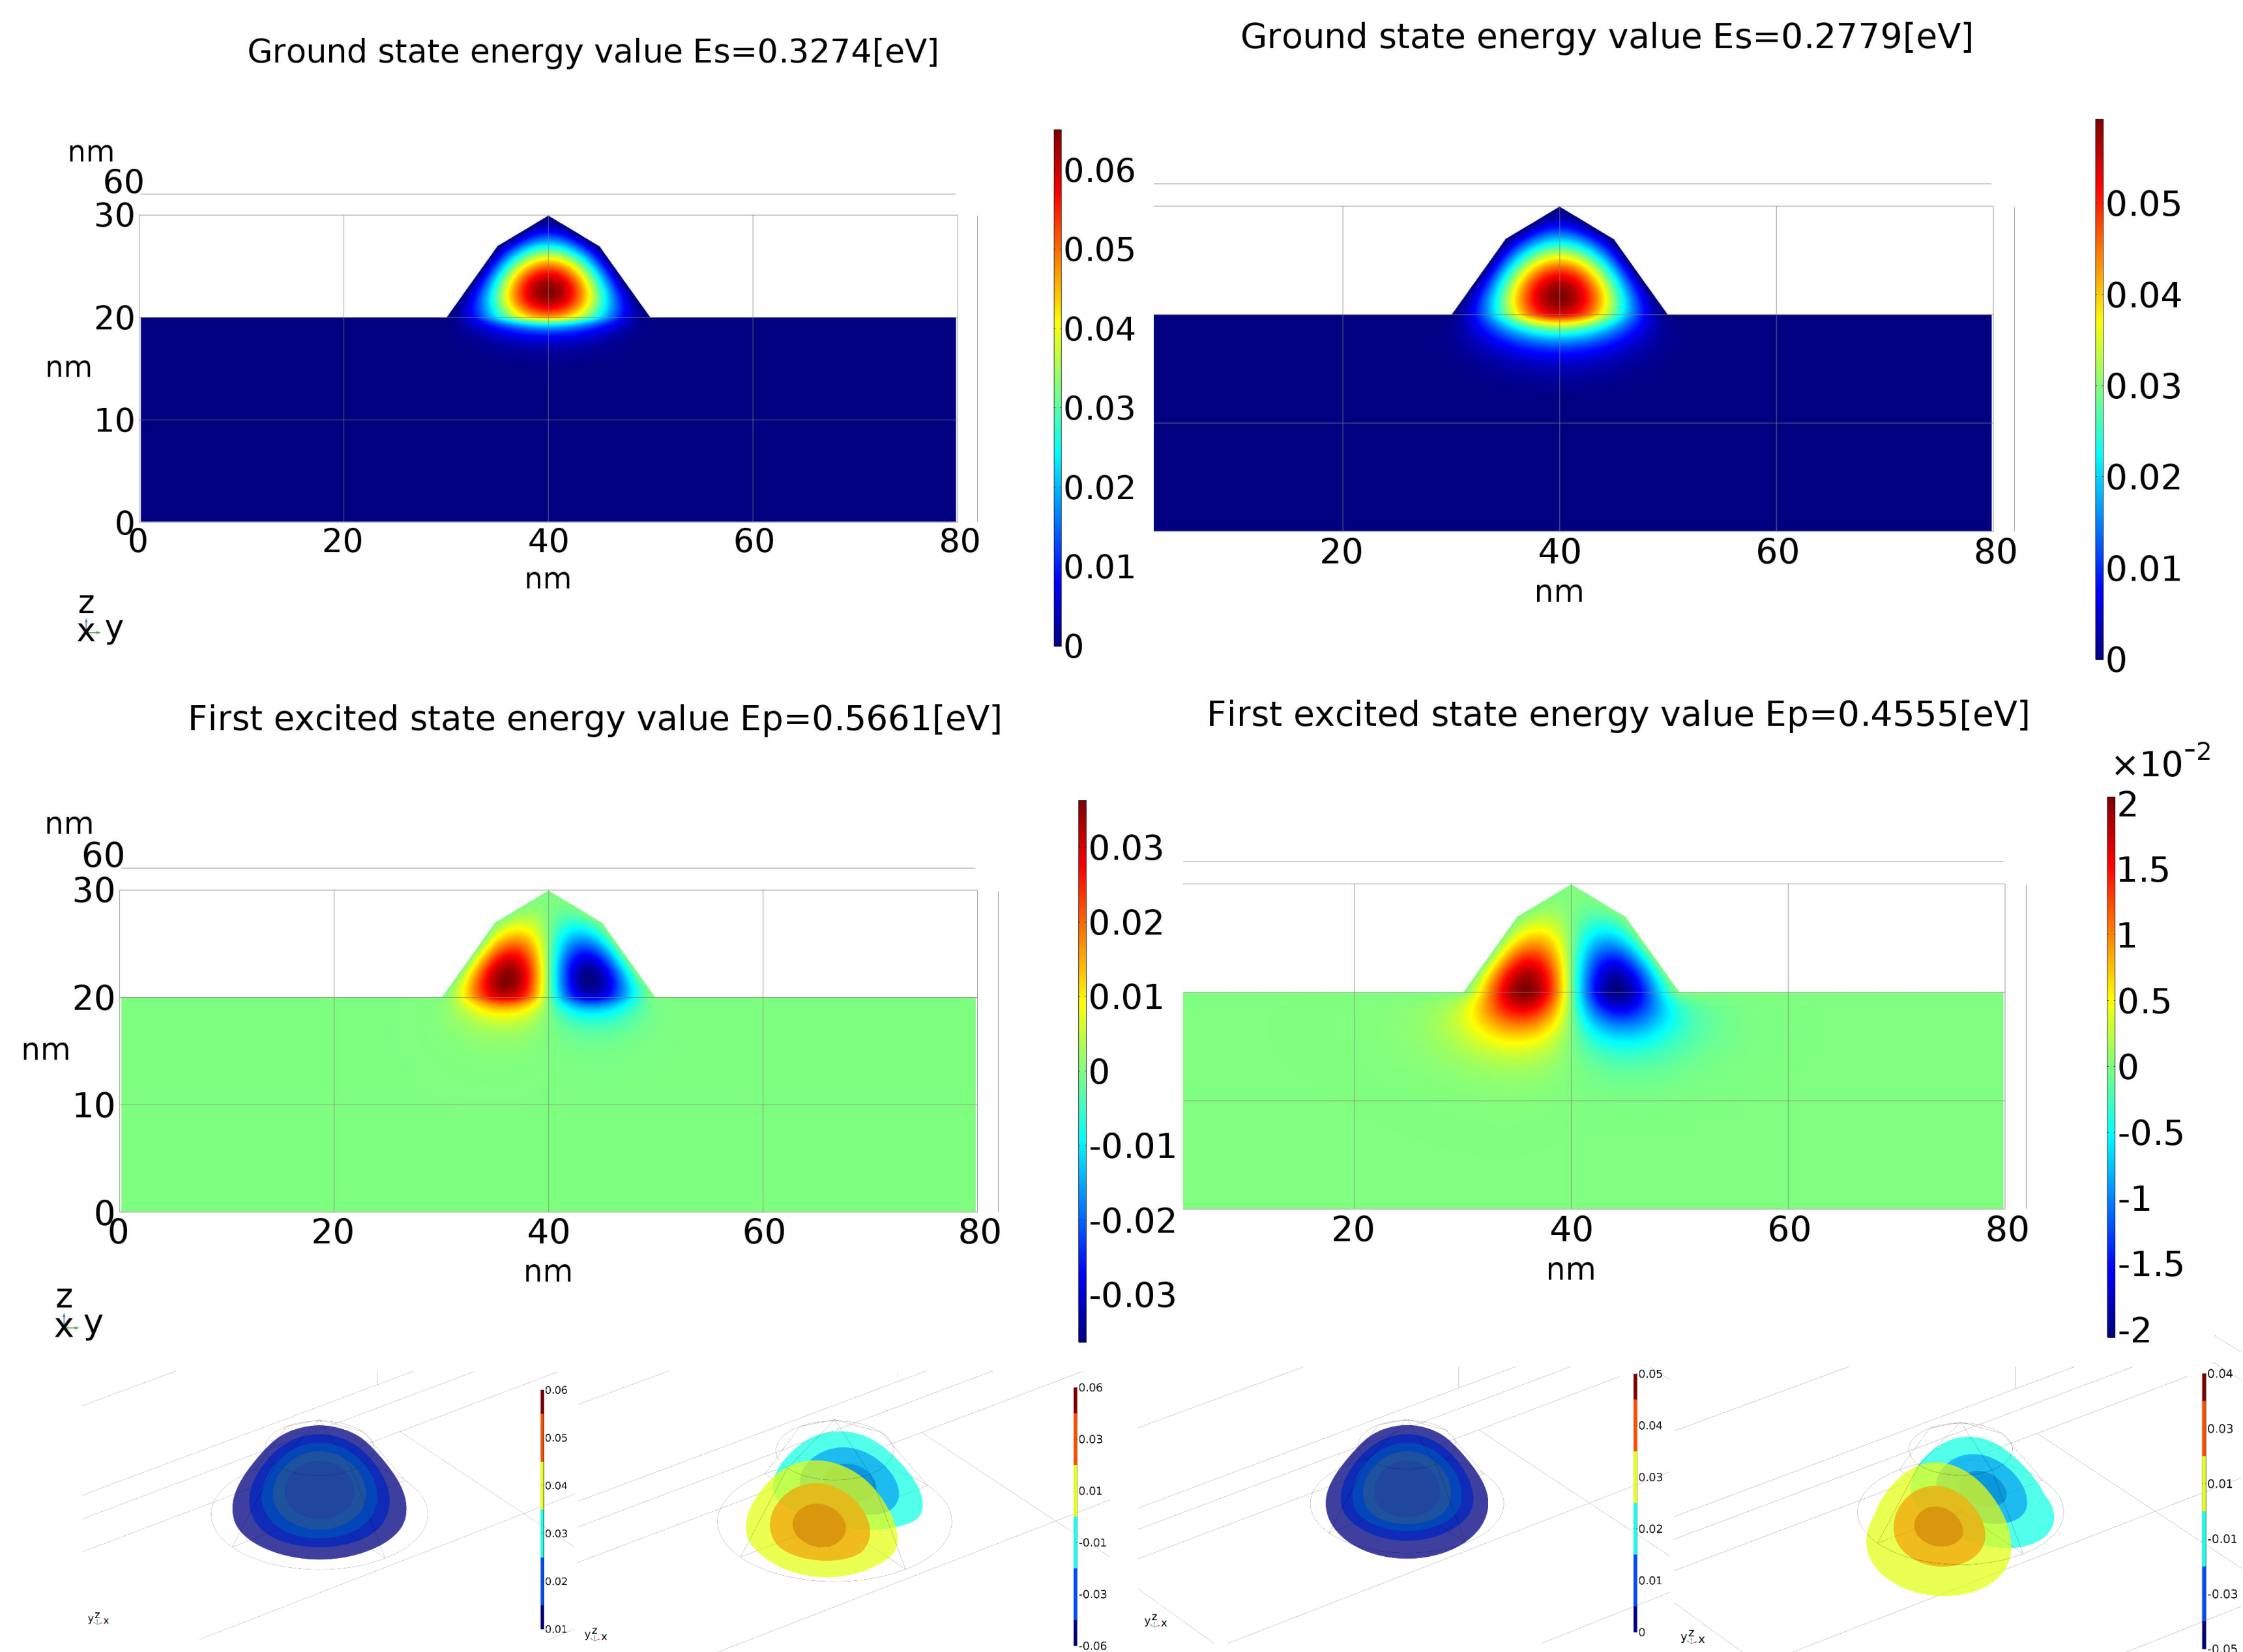 Ground state energy value Es=0.3274[eV]
nm
60
30
20
nm
10
0
0 20 40 60 80
nm
z
x y
0.06
0.05
0.04
0.03
0.02
0.01
0
Ground state energy value Es=0.2779[eV]
20 40 60 80
nm
0.05
0.04
0.03
0.02
0.01
0
First excited state energy value Ep=0.5661[eV]
nm
60
30
20
nm
10
0
0 20 40 60 80
nm
z
x y
0.03
0.02
0.01
0
-0.01
-0.02
-0.03
First excited state energy value Ep=0.4555[eV]
20 40 60 80
nm
×10-2
2
1.5
1
0.5
0
-0.5
-1
-1.5
-2
0.06
0.05
0.04
0.03
0.02
0.01
y z x
0.06
0.03
0.01
-0.01
-0.03
-0.06
y z x
0.05
0.04
0.03
0.02
0.01
0
y z x
0.04
0.03
0.01
-0.01
-0.03
-0.05
y z x